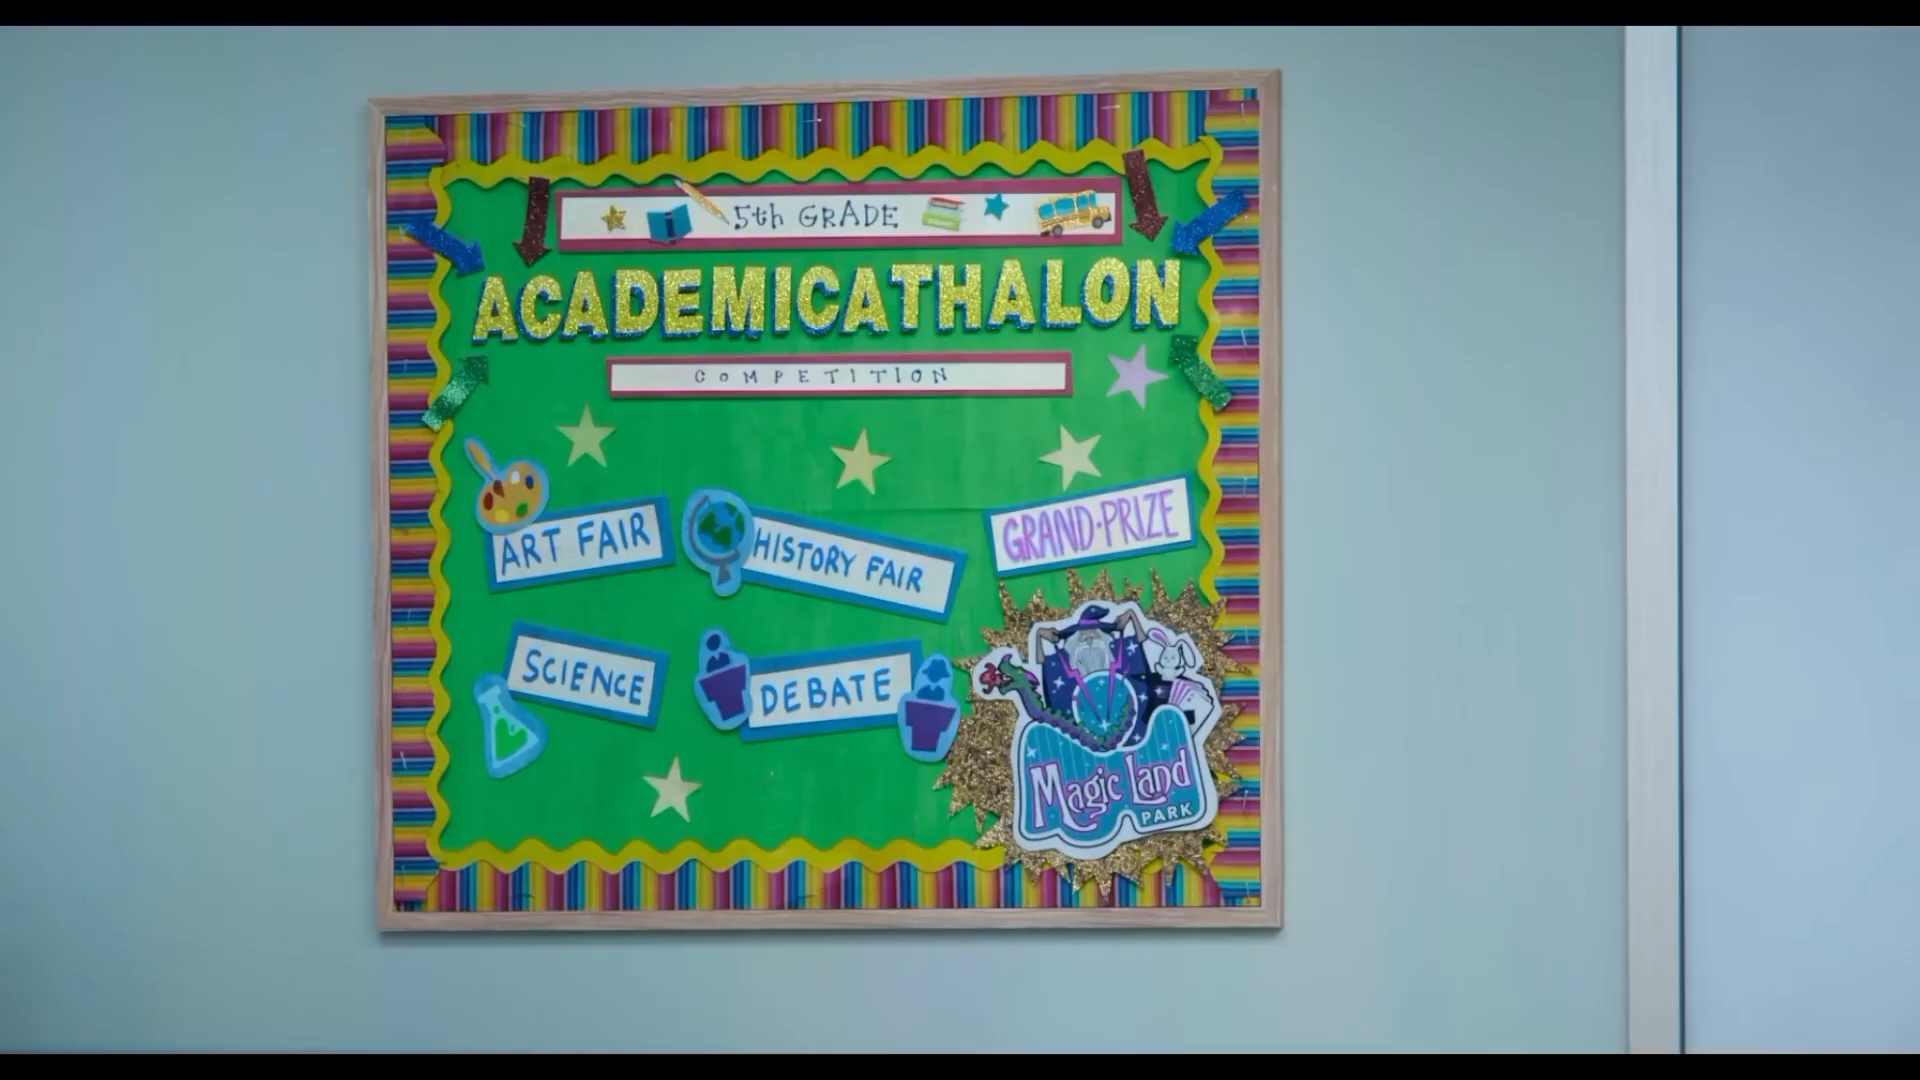 5th GRADE
ACADEMICATHALON
COMPETITION
ART FAIR
HISTORY FAIR
GRAND-PRIZE
SCIENCE
DEBATE
Magic Land
PARK